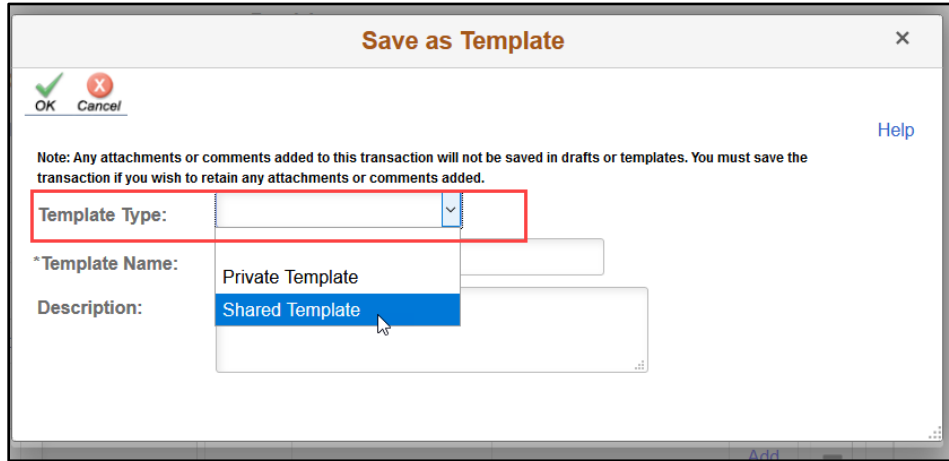 Save as Template
×
X
OK Cancel
Help
Note: Any attachments or comments added to this transaction will not be saved in drafts or templates. You must save the
transaction if you wish to retain any attachments or comments added.
Template Type:
*Template Name:
Private Template
Description:
Shared Template
Add